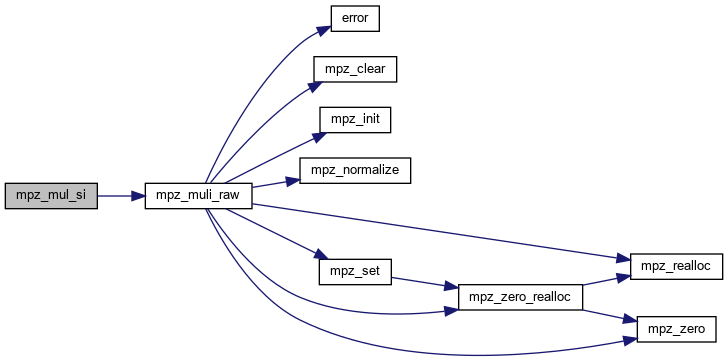 error
mpz_clear
mpz_init
mpz_normalize
mpz_mul_si
mpz_muli_raw
mpz_set
mpz_realloc
mpz_zero_realloc
mpz_zero